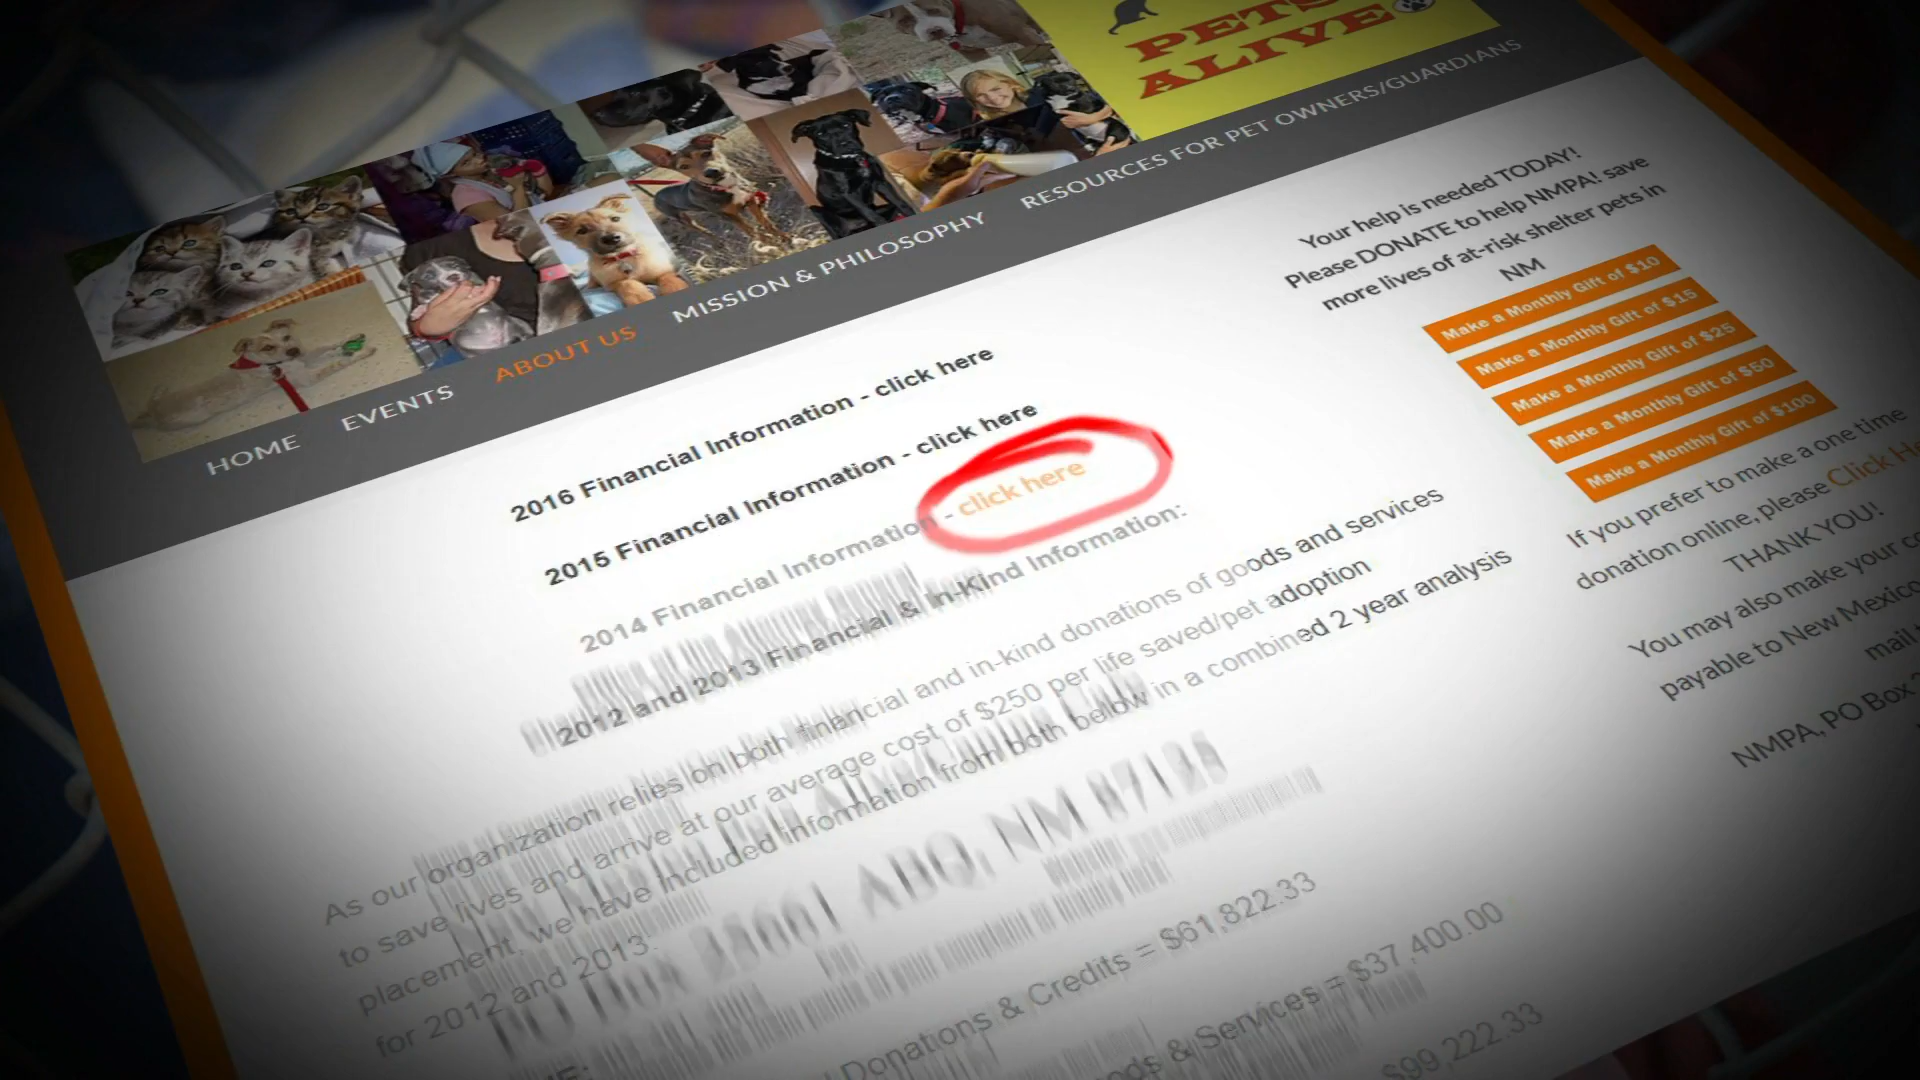 PETS
ALIVE
HOME EVENTS ABOUT US MISSION & PHILOSOPHY RESOURCES FOR PET OWNERS/GUARDIANS
2016 Financial Information - click here
2015 Financial Information - click here
2014 Financial Information - click here
2012 and 2013 Financial & In-Kind Information:
As our organization relies on both financial and in-kind donations of goods and services
to save lives and arrive at our average cost of $250 per life saved/pet adoption
placement, we have included information from both below in a combined 2 year analysis
for 2012 and 2013:
Donations & Credits = $61,822.33
& Services = $37,400.00
$99,222.33
ABQ, NM
Your help is needed TODAY!
Please DONATE to help NMPA! save
more lives of at-risk shelter pets in
NM
Make a Monthly Gift of $10
Make a Monthly Gift of $15
Make a Monthly Gift of $25
Make a Monthly Gift of $50
Make a Monthly Gift of $100
If you prefer to make a one time
donation online, please Click He
THANK YOU!
You may also make your co
payable to New Mexico
mail
NMPA, PO Box